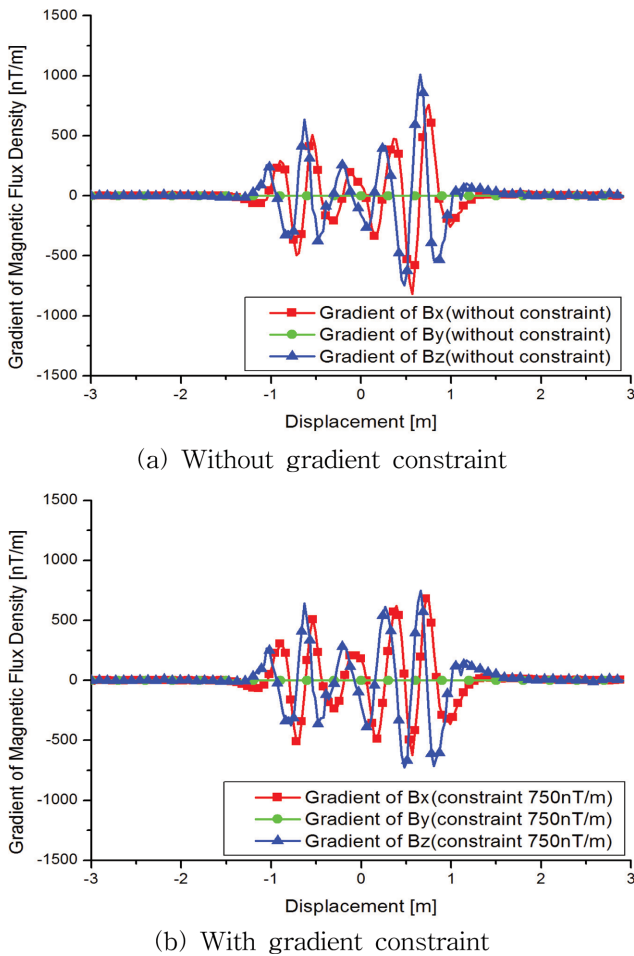 1500
1000
500
0
-500
-1000
-1500
Gradient of Magnetic Flux Density [nT/m]
Gradient of Bx(without constraint)
Gradient of By(without constraint)
Gradient of Bz(without constraint)
-3 -2 -1 0 1 2 3
Displacement [m]
(a) Without gradient constraint
1500
1000
500
0
-500
-1000
-1500
Gradient of Magnetic Flux Density [nT/m]
Gradient of Bx(constraint 750nT/m)
Gradient of By(constraint 750nT/m)
Gradient of Bz(constraint 750nT/m)
-3 -2 -1 0 1 2 3
Displacement [m]
(b) With gradient constraint